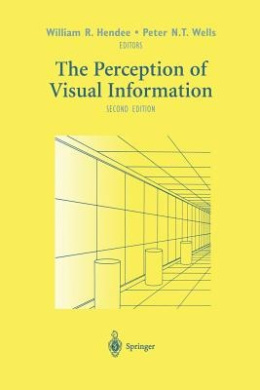 William R. Hendee • Peter N.T. Wells
EDITORS
The Perception of
Visual Information
SECOND EDITION
Springer